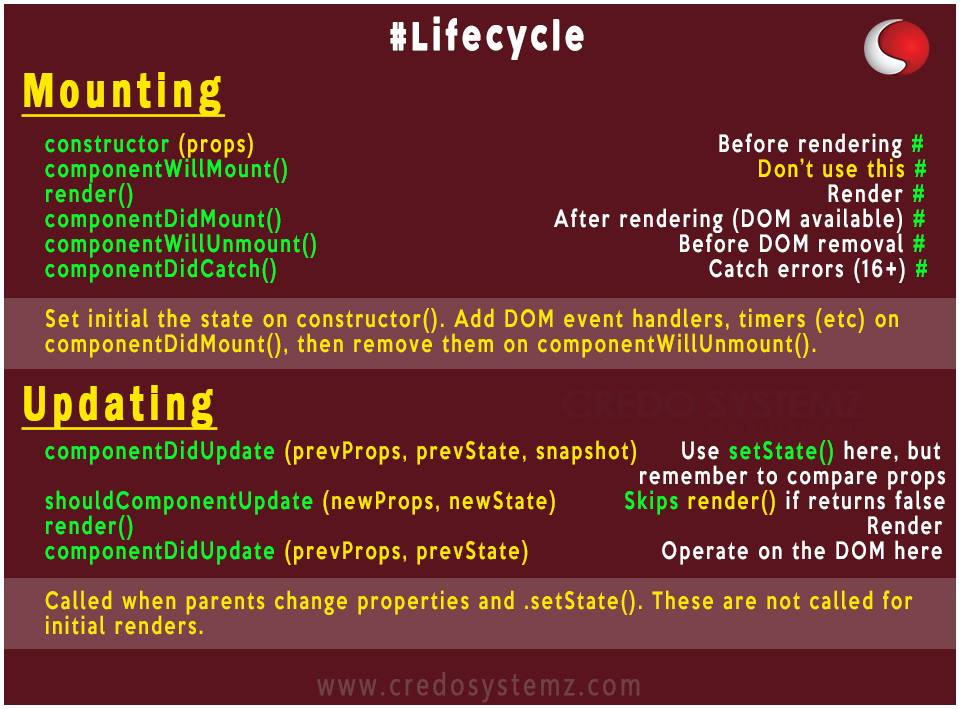 #Lifecycle
Mounting
constructor (props) Before rendering #
componentWillMount() Don't use this #
render() Render #
componentDidMount() After rendering (DOM available) #
componentWillUnmount() Before DOM removal #
componentDidCatch() Catch errors (16+) #
Set initial the state on constructor(). Add DOM event handlers, timers (etc) on
componentDidMount(), then remove them on componentWillUnmount().
Updating
CREDO SYSTEMZ
componentDidUpdate (prevProps, prevState, snapshot) Use setState() here, but
remember to compare props
shouldComponentUpdate (newProps, newState) Skips render() if returns false
render() Render
componentDidUpdate (prevProps, prevState) Operate on the DOM here
Called when parents change properties and .setState(). These are not called for
initial renders.
www.credosystemz.com